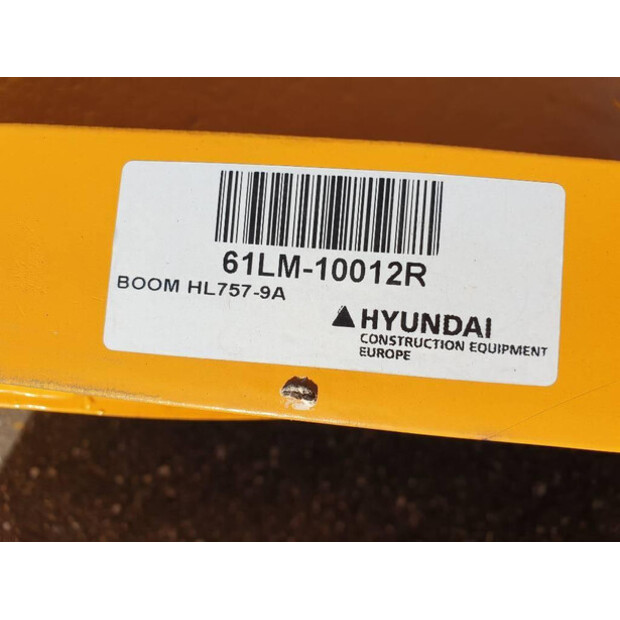 61LM-10012R
BOOM HL757-9A
HYUNDAI
CONSTRUCTION EQUIPMENT
EUROPE